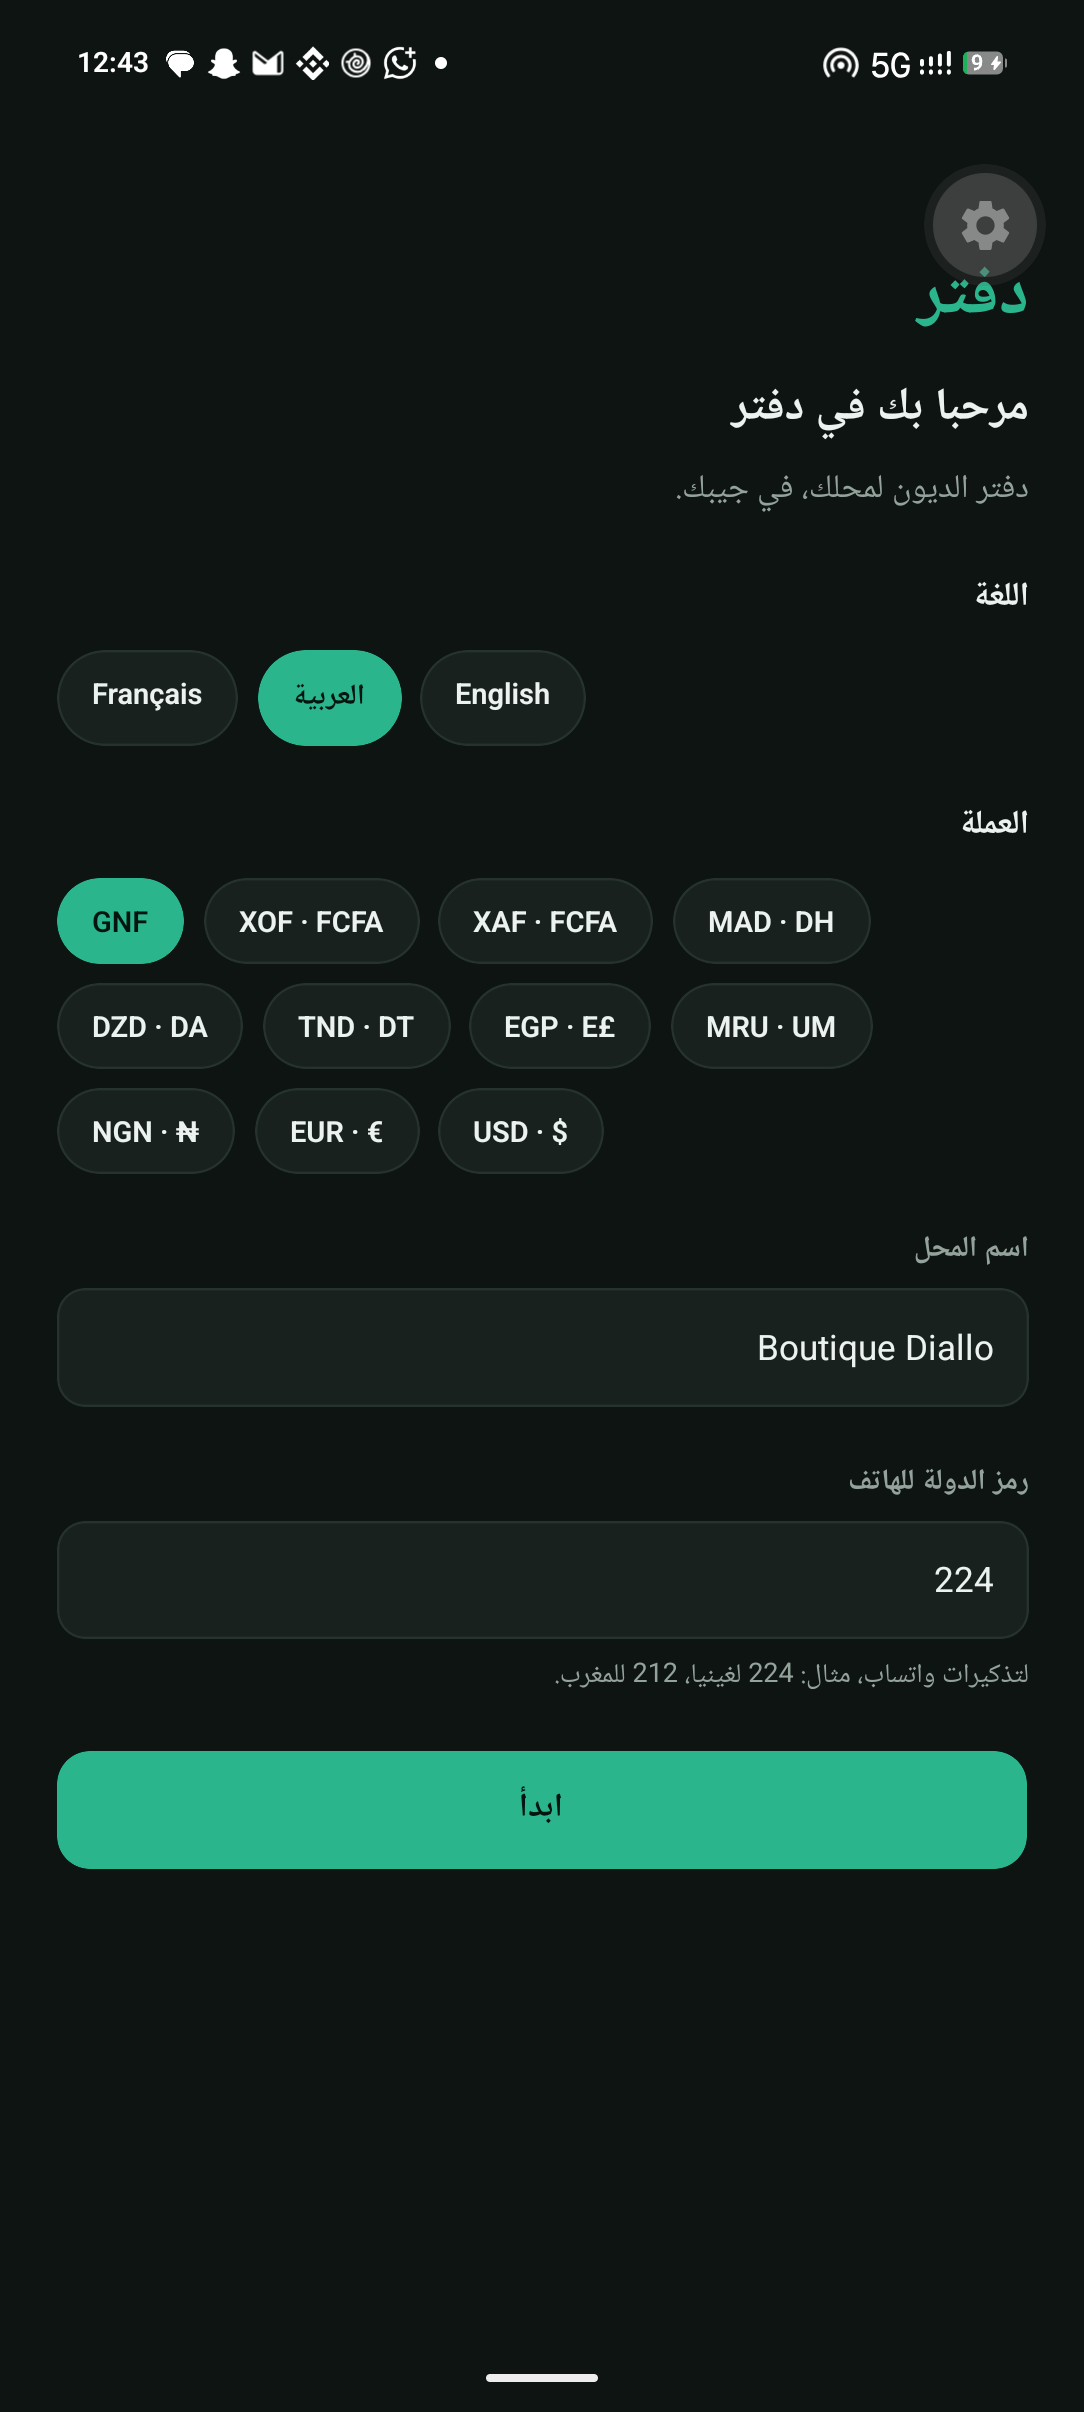 12:43 5G 9
دفتر
مرحبا بك في دفتر
دفتر الديون لمحلك، في جيبك.
اللغة
Français العربية English
العملة
GNF XOF · FCFA XAF · FCFA MAD · DH
DZD · DA TND · DT EGP · E£ MRU · UM
NGN · ₦ EUR · € USD · $
اسم المحل
Boutique Diallo
رمز الدولة للهاتف
224
لتذكيرات واتساب، مثال: 224 لغينيا، 212 للمغرب.
ابدأ